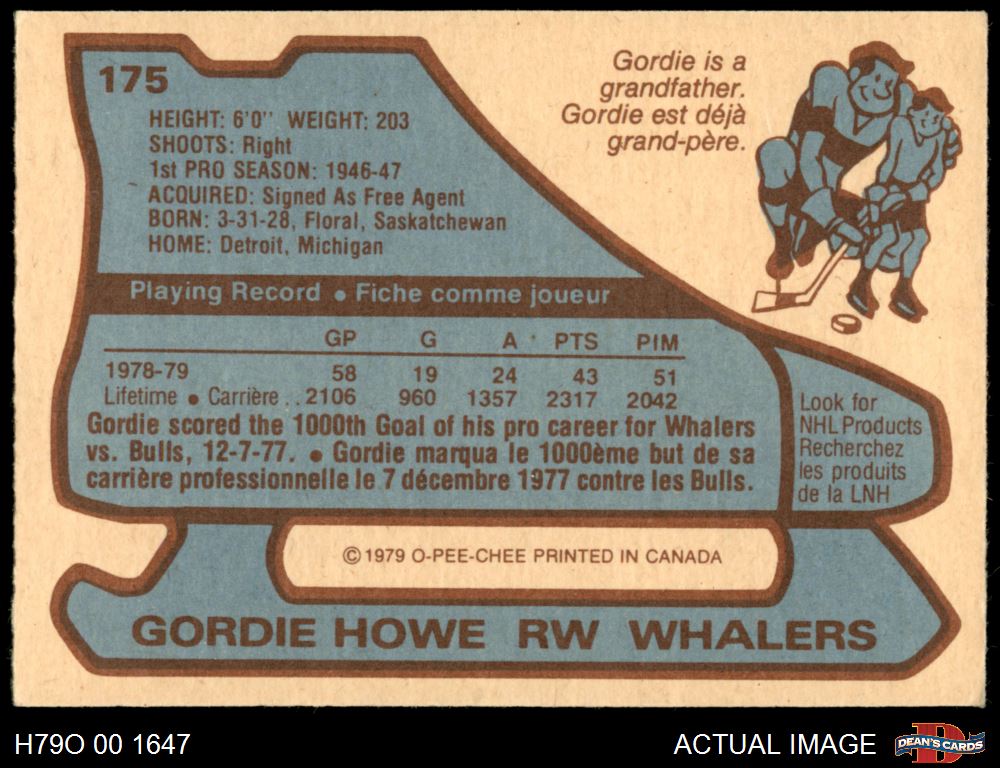 175
HEIGHT: 6'0" WEIGHT: 203
SHOOTS: Right
1st PRO SEASON: 1946-47
ACQUIRED: Signed As Free Agent
BORN: 3-31-28, Floral, Saskatchewan
HOME: Detroit, Michigan
Gordie is a
grandfather.
Gordie est déjà
grand-père.
Playing Record • Fiche comme joueur
GP G A PTS PIM
1978-79 58 19 24 43 51
Lifetime • Carrière .. 2106 960 1357 2317 2042
Gordie scored the 1000th Goal of his pro career for Whalers
vs. Bulls, 12-7-77. • Gordie marqua le 1000ème but de sa
carrière professionnelle le 7 décembre 1977 contre les Bulls.
Look for
NHL Products
Recherchez
les produits
de la LNH
© 1979 O-PEE-CHEE PRINTED IN CANADA
GORDIE HOWE RW WHALERS
H79O 00 1647
ACTUAL IMAGE
D
DEAN'S CARDS